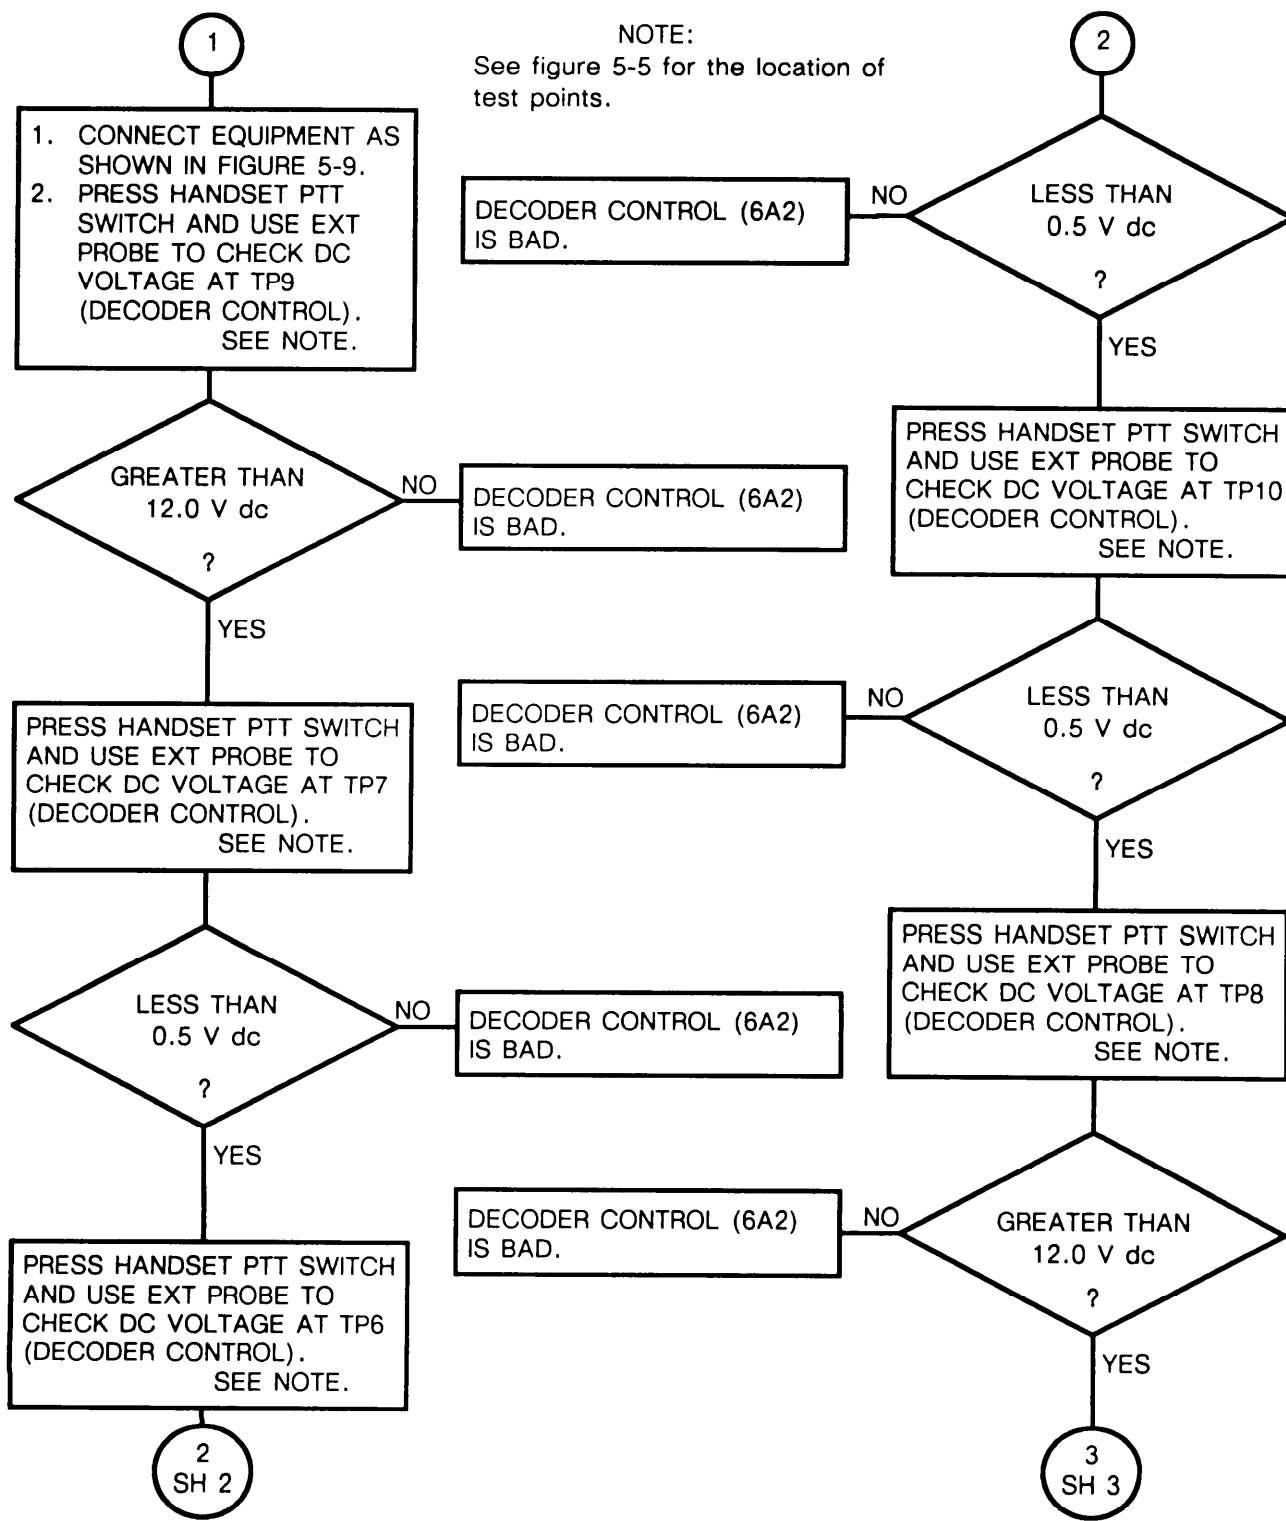 1
1. CONNECT EQUIPMENT AS
SHOWN IN FIGURE 5-9.
2. PRESS HANDSET PTT
SWITCH AND USE EXT
PROBE TO CHECK DC
VOLTAGE AT TP9
(DECODER CONTROL).
SEE NOTE.
GREATER THAN
12.0 V dc
?
NO
DECODER CONTROL (6A2)
IS BAD.
YES
PRESS HANDSET PTT SWITCH
AND USE EXT PROBE TO
CHECK DC VOLTAGE AT TP7
(DECODER CONTROL).
SEE NOTE.
LESS THAN
0.5 V dc
?
NO
DECODER CONTROL (6A2)
IS BAD.
YES
PRESS HANDSET PTT SWITCH
AND USE EXT PROBE TO
CHECK DC VOLTAGE AT TP6
(DECODER CONTROL).
SEE NOTE.
2
SH 2
NOTE:
See figure 5-5 for the location of
test points.
2
LESS THAN
0.5 V dc
?
NO
DECODER CONTROL (6A2)
IS BAD.
YES
PRESS HANDSET PTT SWITCH
AND USE EXT PROBE TO
CHECK DC VOLTAGE AT TP10
(DECODER CONTROL).
SEE NOTE.
LESS THAN
0.5 V dc
?
NO
DECODER CONTROL (6A2)
IS BAD.
YES
PRESS HANDSET PTT SWITCH
AND USE EXT PROBE TO
CHECK DC VOLTAGE AT TP8
(DECODER CONTROL).
SEE NOTE.
GREATER THAN
12.0 V dc
?
NO
DECODER CONTROL (6A2)
IS BAD.
YES
3
SH 3